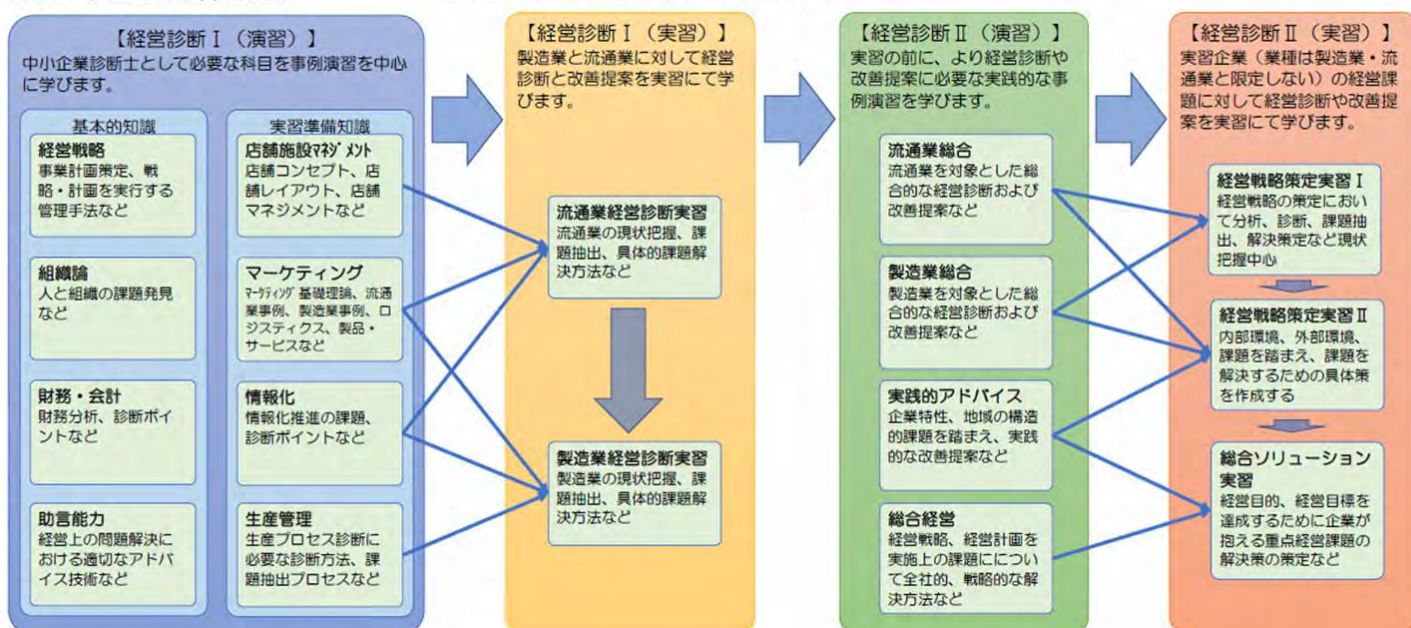 【経営診断Ⅰ（演習）】
中小企業診断士として必要な科目を事例演習を中心
に学びます。
基本的知識
経営戦略
事業計画策定、戦
略・計画を実行する
管理手法など
組織論
人と組織の課題発見
など
財務・会計
財務分析、診断ポイ
ントなど
助言能力
経営上の問題解決に
おける適切なアドバ
イス技術など
実習準備知識
店舗施設ﾏﾈｼﾞﾒﾝﾄ
店舗コンセプト、店
舗レイアウト、店舗
マネジメントなど
マーケティング
ﾏｰｹﾃｨﾝｸﾞ基礎理論、流通
業事例、製造業事例、ロ
ジスティクス、製品・
サービスなど
情報化
情報化推進の課題、
診断ポイントなど
生産管理
生産プロセス診断に
必要な診断方法、課
題抽出プロセスなど
【経営診断Ⅰ（実習）】
製造業と流通業に対して経営
診断と改善提案を実習にて学
びます。
流通業経営診断実習
流通業の現状把握、課
題抽出、具体的課題解
決方法など
製造業経営診断実習
製造業の現状把握、課
題抽出、具体的課題解
決方法など
【経営診断Ⅱ（演習）】
実習の前に、より経営診断や
改善提案に必要な実践的な事
例演習を学びます。
流通業総合
流通業を対象とした総
合的な経営診断および
改善提案など
製造業総合
製造業を対象とした総
合的な経営診断および
改善提案など
実践的アドバイス
企業特性、地域の構造
的課題を踏まえ、実践
的な改善提案など
総合経営
経営戦略、経営計画を
実施上の課題にについ
て全社的、戦略的な解
決方法など
【経営診断Ⅱ（実習）】
実習企業（業種は製造業・流
通業と限定しない）の経営課
題に対して経営診断や改善提
案を実習にて学びます。
経営戦略策定実習Ⅰ
経営戦略の策定におい
て分析、診断、課題抽
出、解決策定など現状
把握中心
経営戦略策定実習Ⅱ
内部環境、外部環境、
課題を踏まえ、課題を
解決するための具体策
を作成する
総合ソリューション
実習
経営目的、経営目標を
達成するために企業が
抱える重点経営課題の
解決策の策定など